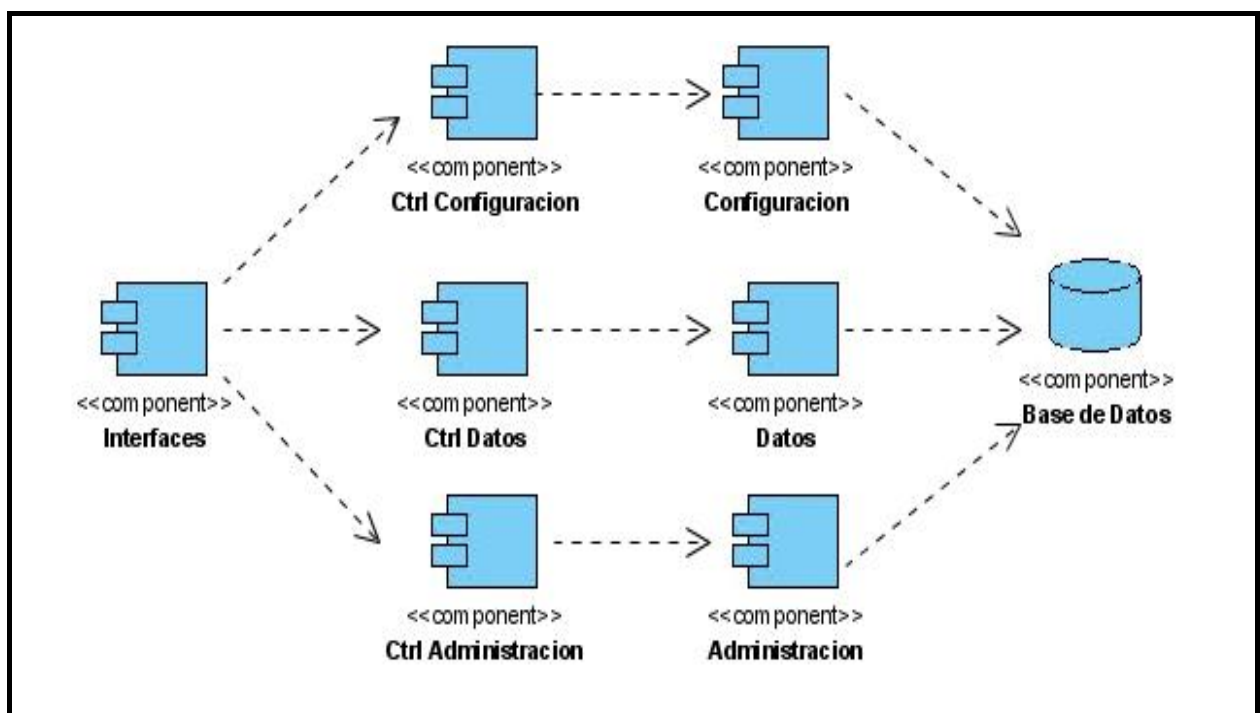 <<component>>
Ctrl Configuracion
<<component>>
Configuracion
<<component>>
Interfaces
<<component>>
Ctrl Datos
<<component>>
Datos
<<component>>
Base de Datos
<<component>>
Ctrl Administracion
<<component>>
Administracion